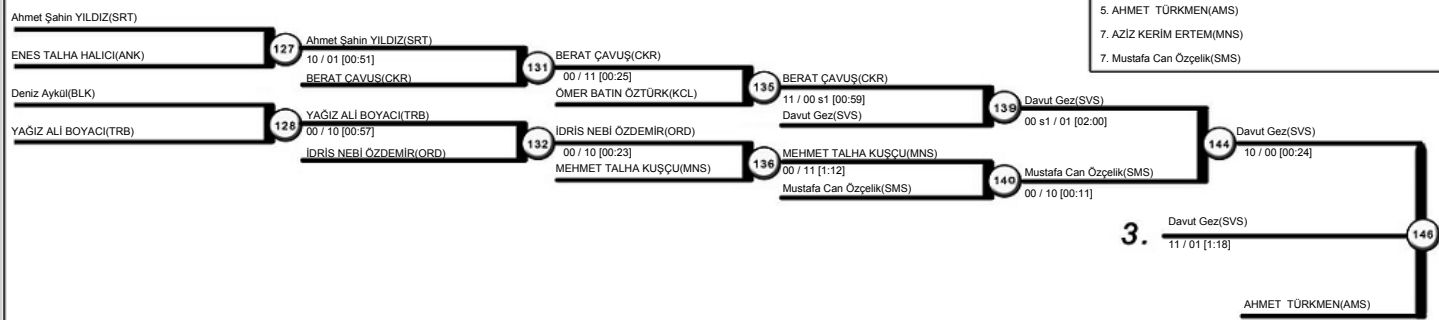 5. AHMET TÜRKMEN(AMS)
7. AZİZ KERİM ERTEM(MNS)
7. Mustafa Can Özçelik(SMS)
Ahmet Şahin YILDIZ(SRT)
ENES TALHA HALICI(ANK)
127
Deniz Aykül(BLK)
YAĞIZ ALİ BOYACI(TRB)
128
Ahmet Şahin YILDIZ(SRT)
10 / 01 [00:51]
BERAT ÇAVUŞ(CKR)
131
YAĞIZ ALİ BOYACI(TRB)
00 / 10 [00:57]
İDRİS NEBİ ÖZDEMİR(ORD)
132
BERAT ÇAVUŞ(CKR)
00 / 11 [00:25]
ÖMER BATIN ÖZTÜRK(KCL)
135
İDRİS NEBİ ÖZDEMİR(ORD)
00 / 10 [00:23]
MEHMET TALHA KUŞÇU(MNS)
136
BERAT ÇAVUŞ(CKR)
11 / 00 s1 [00:59]
Davut Gez(SVS)
139
MEHMET TALHA KUŞÇU(MNS)
00 / 11 [1:12]
Mustafa Can Özçelik(SMS)
140
Davut Gez(SVS)
00 s1 / 01 [02:00]
Mustafa Can Özçelik(SMS)
00 / 10 [00:11]
144
Davut Gez(SVS)
10 / 00 [00:24]
3.
Davut Gez(SVS)
11 / 01 [1:18]
146
AHMET TÜRKMEN(AMS)